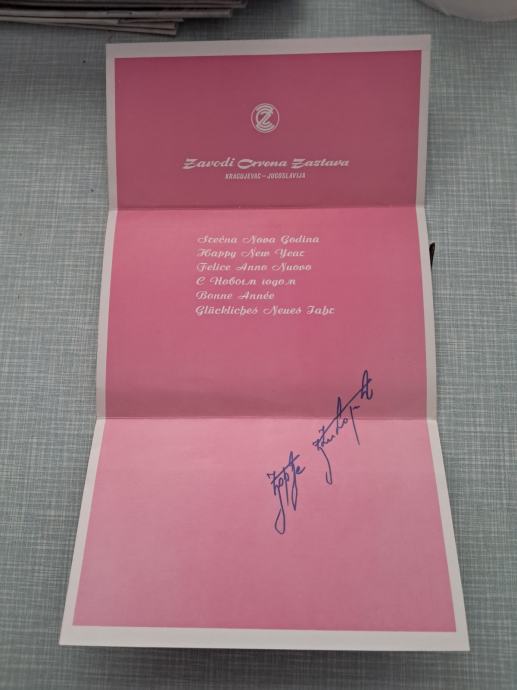 Zavodi Crvena Zastava
KRAGUJEVAC – JUGOSLAVIJA
Srećna Nova Godina
Happy New Year
Felice Anno Nuovo
С Новым годом
Bonne Année
Glückliches Neues Jahr